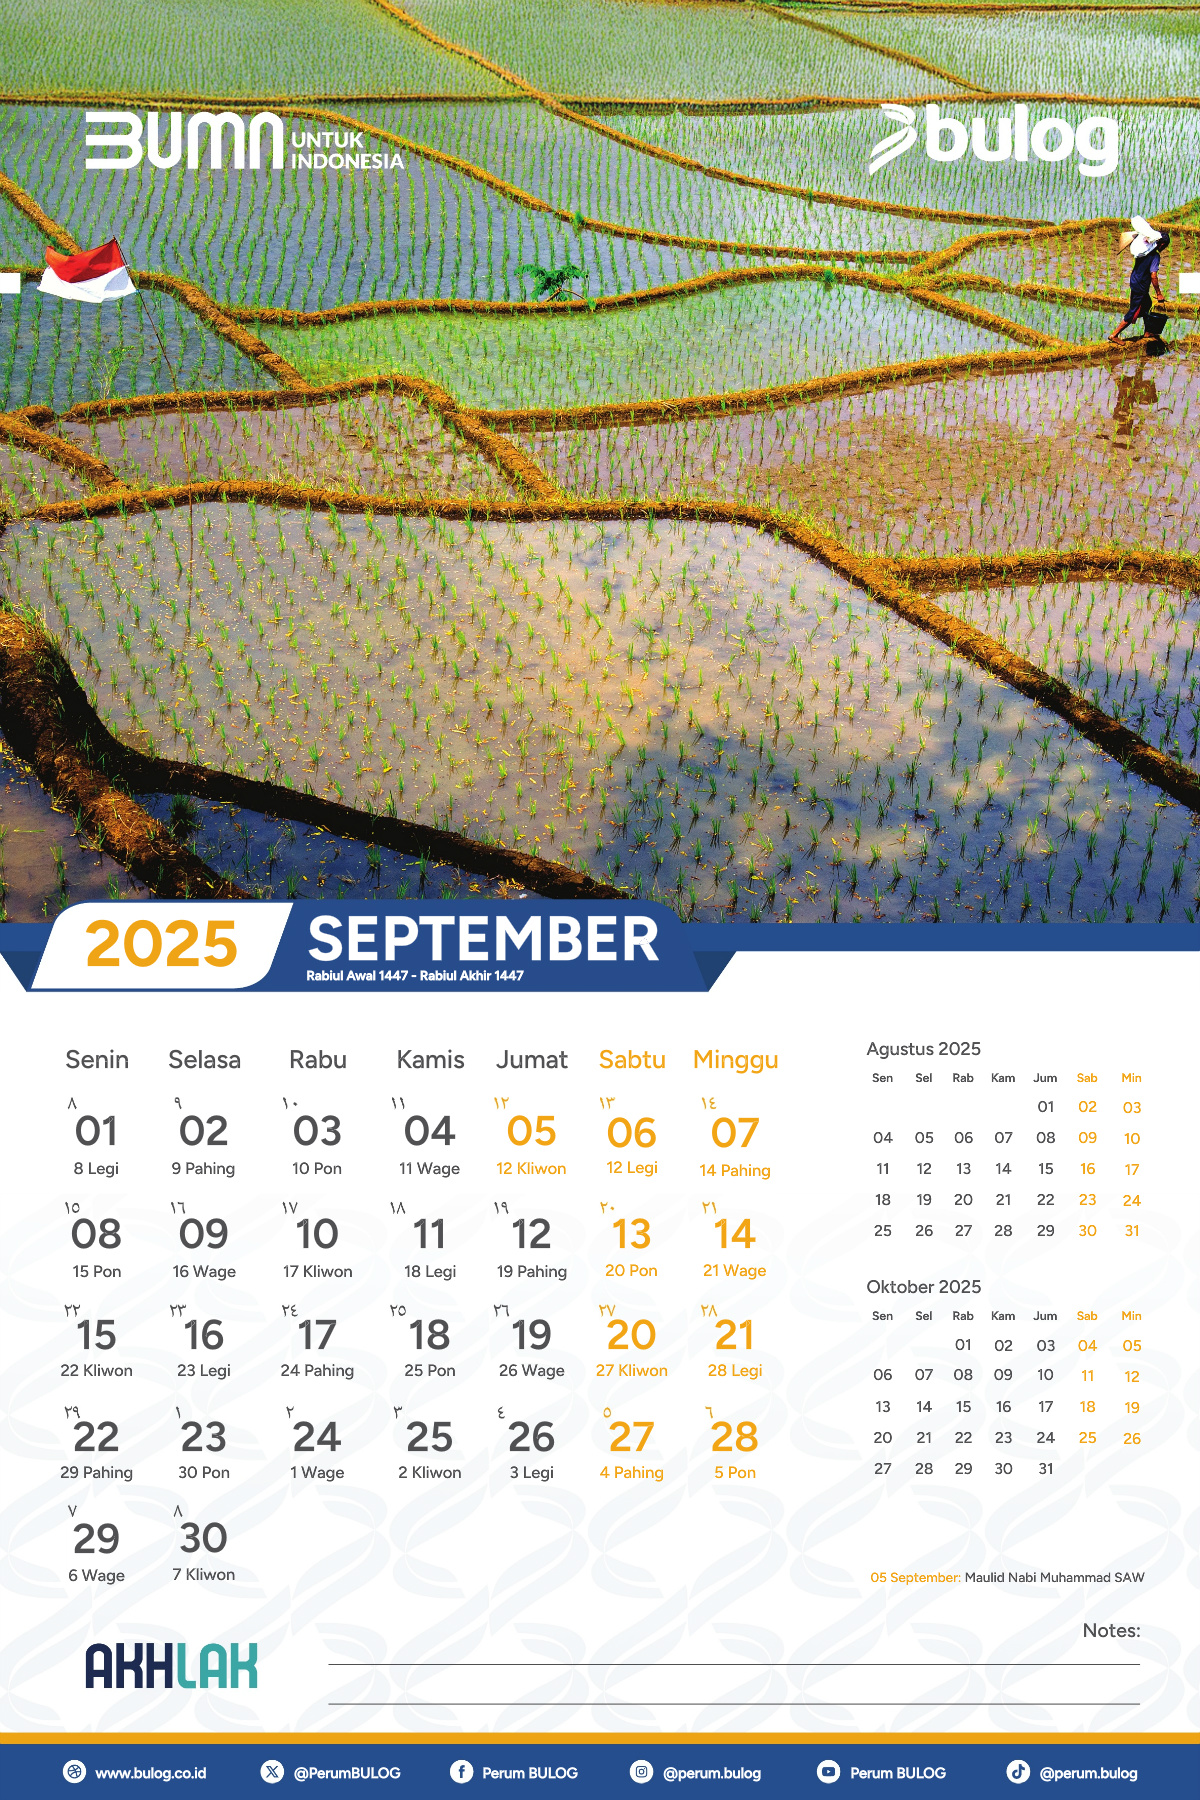 BUMN UNTUK
INDONESIA
bulog
2025
SEPTEMBER
Rabiul Awal 1447 - Rabiul Akhir 1447
Senin Selasa Rabu Kamis Jumat Sabtu Minggu
٨ ٩ ١٠ ١١ ١٢ ١٣ ١٤
01 02 03 04 05 06 07
8 Legi 9 Pahing 10 Pon 11 Wage 12 Kliwon 12 Legi 14 Pahing
١٥ ١٦ ١٧ ١٨ ١٩ ٢٠ ٢١
08 09 10 11 12 13 14
15 Pon 16 Wage 17 Kliwon 18 Legi 19 Pahing 20 Pon 21 Wage
٢٢ ٢٣ ٢٤ ٢٥ ٢٦ ٢٧ ٢٨
15 16 17 18 19 20 21
22 Kliwon 23 Legi 24 Pahing 25 Pon 26 Wage 27 Kliwon 28 Legi
٢٩ ١ ٢ ٣ ٤ ٥ ٦
22 23 24 25 26 27 28
29 Pahing 30 Pon 1 Wage 2 Kliwon 3 Legi 4 Pahing 5 Pon
٧ ٨
29 30
6 Wage 7 Kliwon
Agustus 2025
Sen Sel Rab Kam Jum Sab Min
01 02 03
04 05 06 07 08 09 10
11 12 13 14 15 16 17
18 19 20 21 22 23 24
25 26 27 28 29 30 31
Oktober 2025
Sen Sel Rab Kam Jum Sab Min
01 02 03 04 05
06 07 08 09 10 11 12
13 14 15 16 17 18 19
20 21 22 23 24 25 26
27 28 29 30 31
05 September: Maulid Nabi Muhammad SAW
Notes:
AKHLAK
www.bulog.co.id @PerumBULOG Perum BULOG @perum.bulog Perum BULOG @perum.bulog